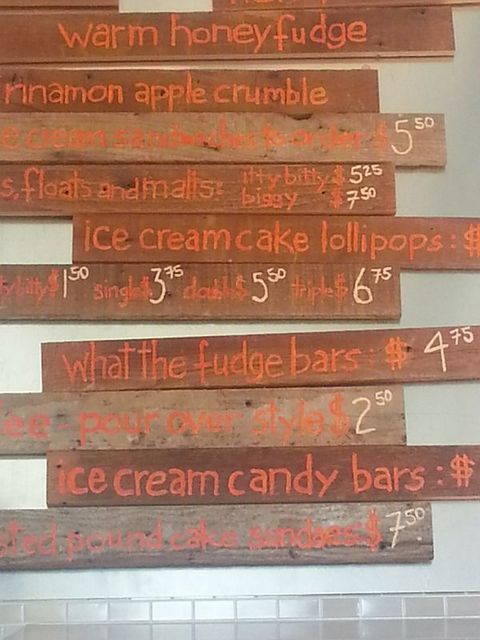 warm honey fudge
nnamon apple crumble
e cream sandwiches to order $5.50
s, floats and malts: itty bitty $5.25
biggy $7.50
ice cream cake lollipops: $
ty bitty $1.50 single $3.75 double $5.50 triple $6.75
what the fudge bars: $4.75
ee-pour over style $2.50
ice cream candy bars: $
sted pound cake sundaes: $7.50